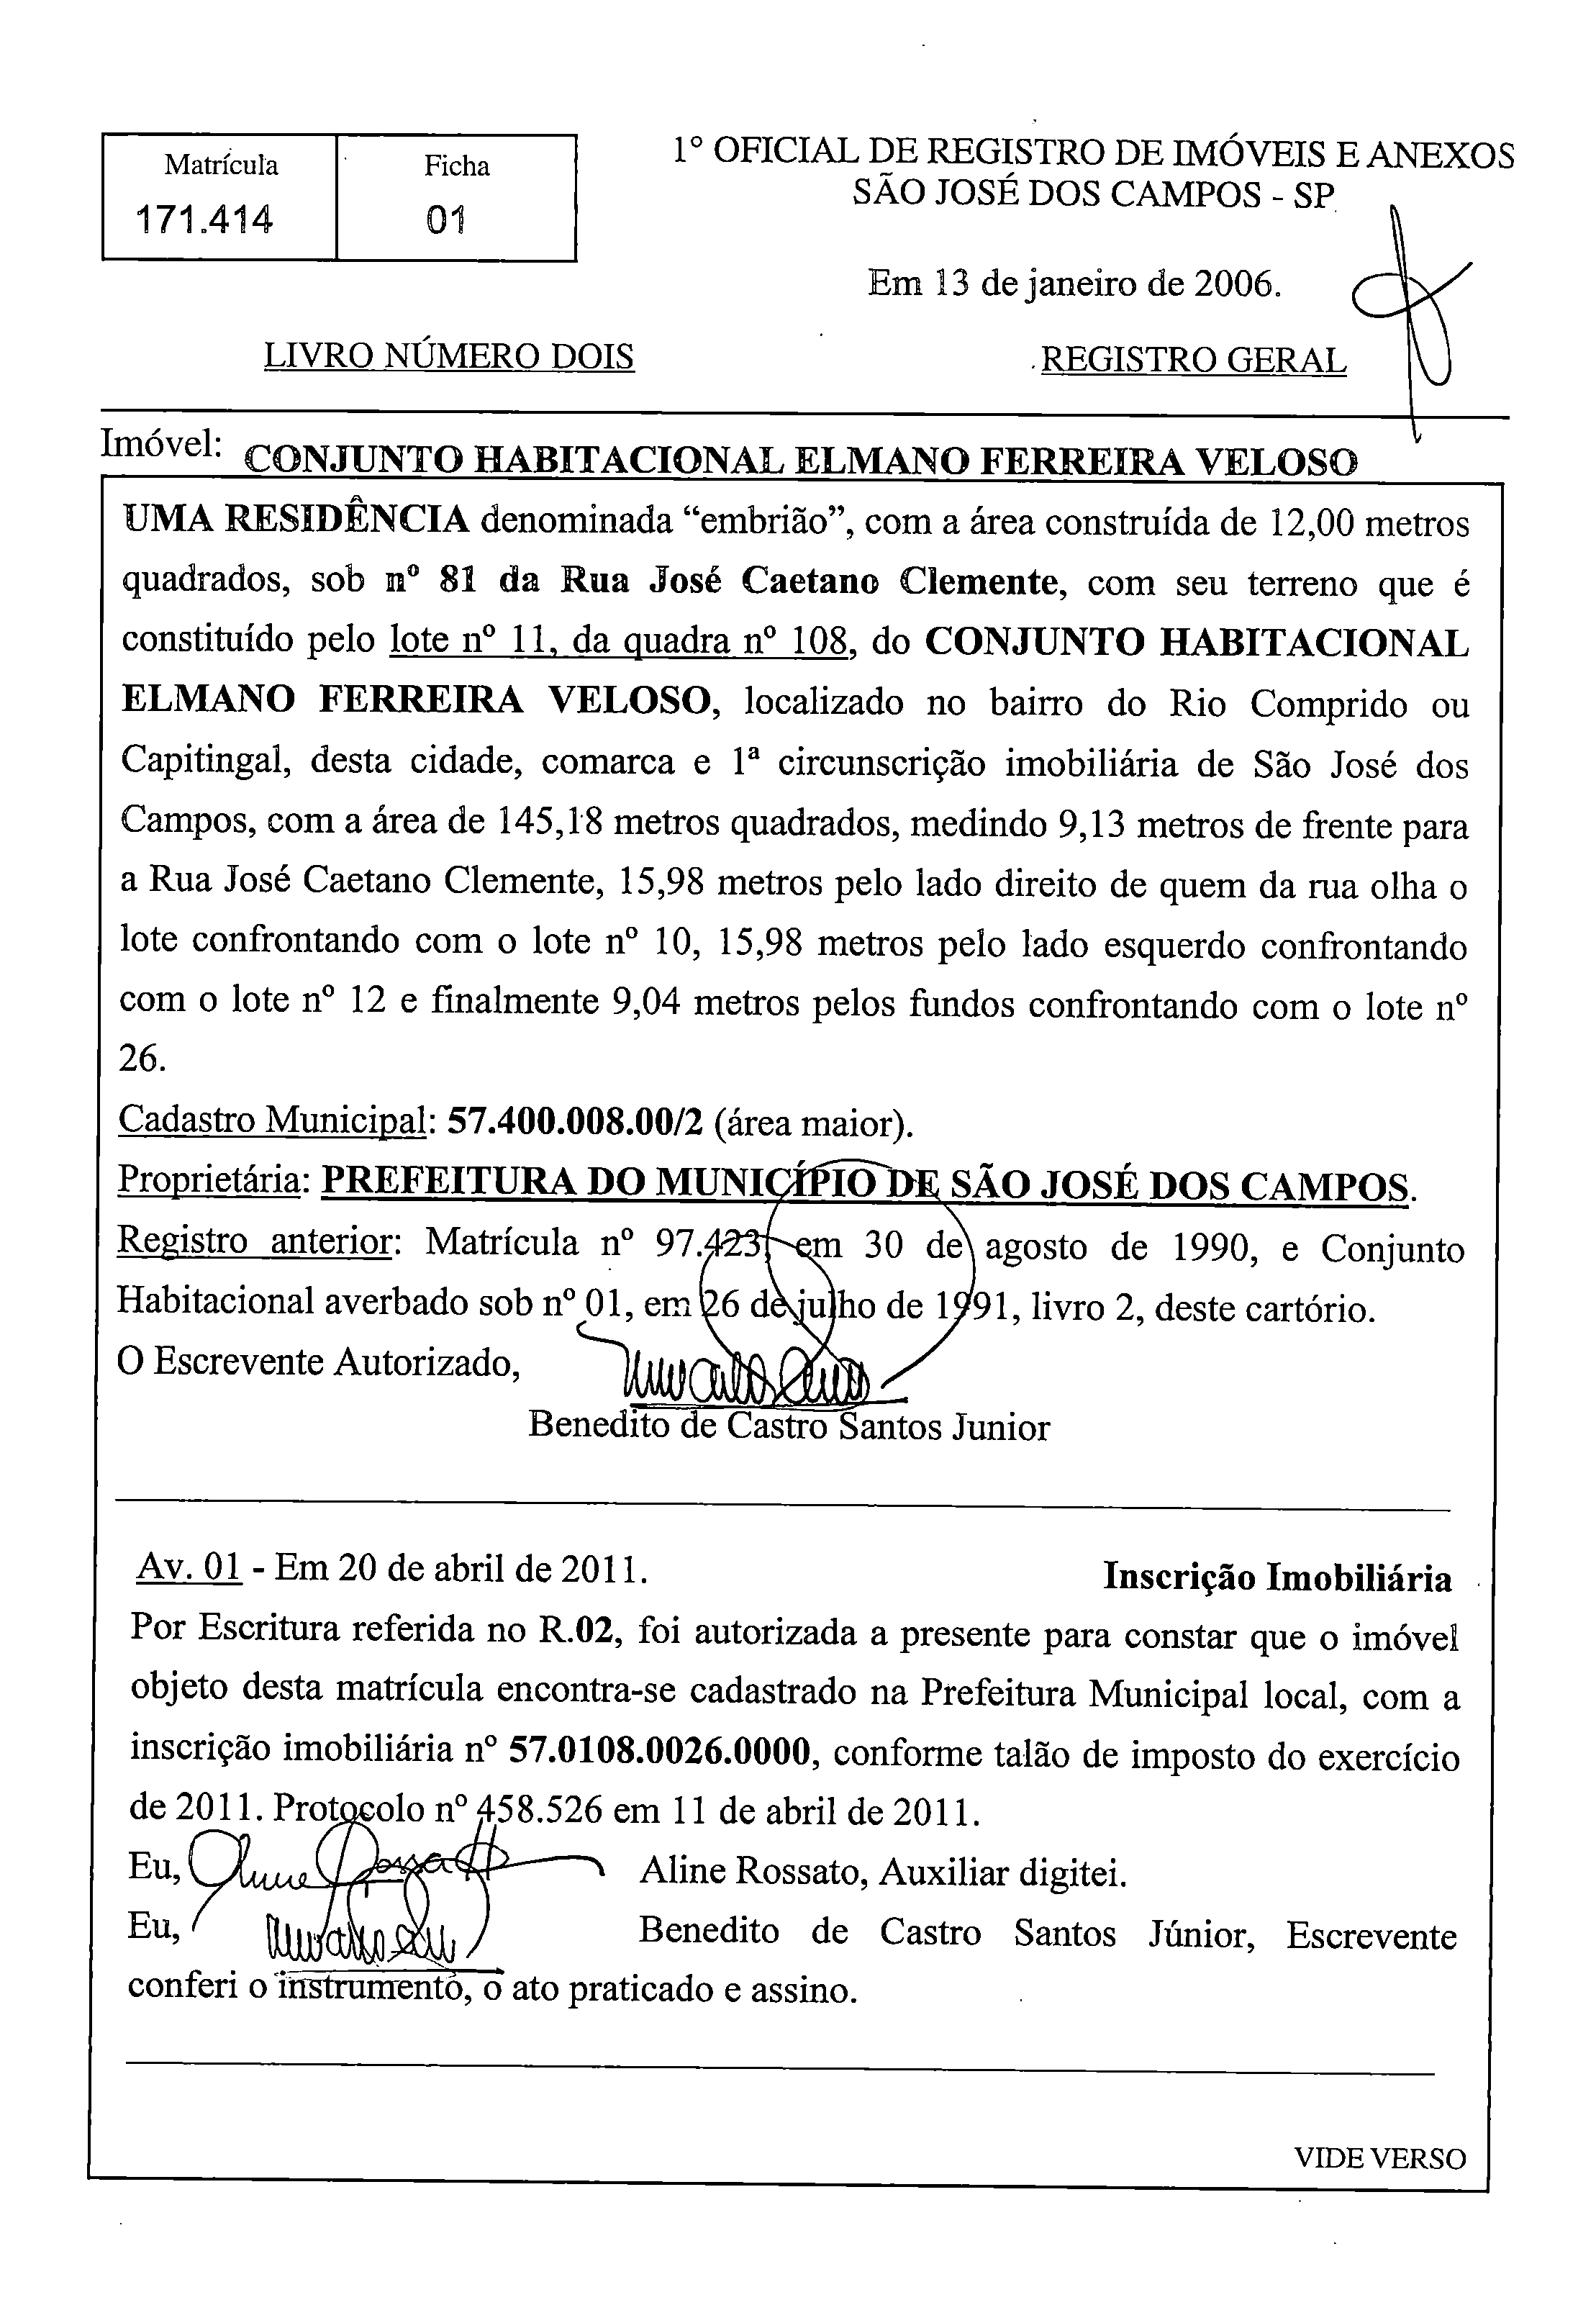 Matrícula
171.414
Ficha
01
1º OFICIAL DE REGISTRO DE IMÓVEIS E ANEXOS
SÃO JOSÉ DOS CAMPOS - SP
Em 13 de janeiro de 2006.
LIVRO NÚMERO DOIS
REGISTRO GERAL
Imóvel: CONJUNTO HABITACIONAL ELMANO FERREIRA VELOSO
UMA RESIDÊNCIA denominada “embrião”, com a área construída de 12,00 metros
quadrados, sob nº 81 da Rua José Caetano Clemente, com seu terreno que é
constituído pelo lote nº 11, da quadra nº 108, do CONJUNTO HABITACIONAL
ELMANO FERREIRA VELOSO, localizado no bairro do Rio Comprido ou
Capitingal, desta cidade, comarca e 1ª circunscrição imobiliária de São José dos
Campos, com a área de 145,18 metros quadrados, medindo 9,13 metros de frente para
a Rua José Caetano Clemente, 15,98 metros pelo lado direito de quem da rua olha o
lote confrontando com o lote nº 10, 15,98 metros pelo lado esquerdo confrontando
com o lote nº 12 e finalmente 9,04 metros pelos fundos confrontando com o lote nº
26.
Cadastro Municipal: 57.400.008.00/2 (área maior).
Proprietária: PREFEITURA DO MUNICÍPIO DE SÃO JOSÉ DOS CAMPOS.
Registro anterior: Matrícula nº 97.423, em 30 de agosto de 1990, e Conjunto
Habitacional averbado sob nº 01, em 26 de julho de 1991, livro 2, deste cartório.
O Escrevente Autorizado,
Benedito de Castro Santos Junior
Av. 01 - Em 20 de abril de 2011.
Inscrição Imobiliária
Por Escritura referida no R.02, foi autorizada a presente para constar que o imóvel
objeto desta matrícula encontra-se cadastrado na Prefeitura Municipal local, com a
inscrição imobiliária nº 57.0108.0026.0000, conforme talão de imposto do exercício
de 2011. Protocolo nº 458.526 em 11 de abril de 2011.
Eu, Aline Rossato, Auxiliar digitei.
Eu, Benedito de Castro Santos Júnior, Escrevente
conferi o instrumento, o ato praticado e assino.
VIDE VERSO